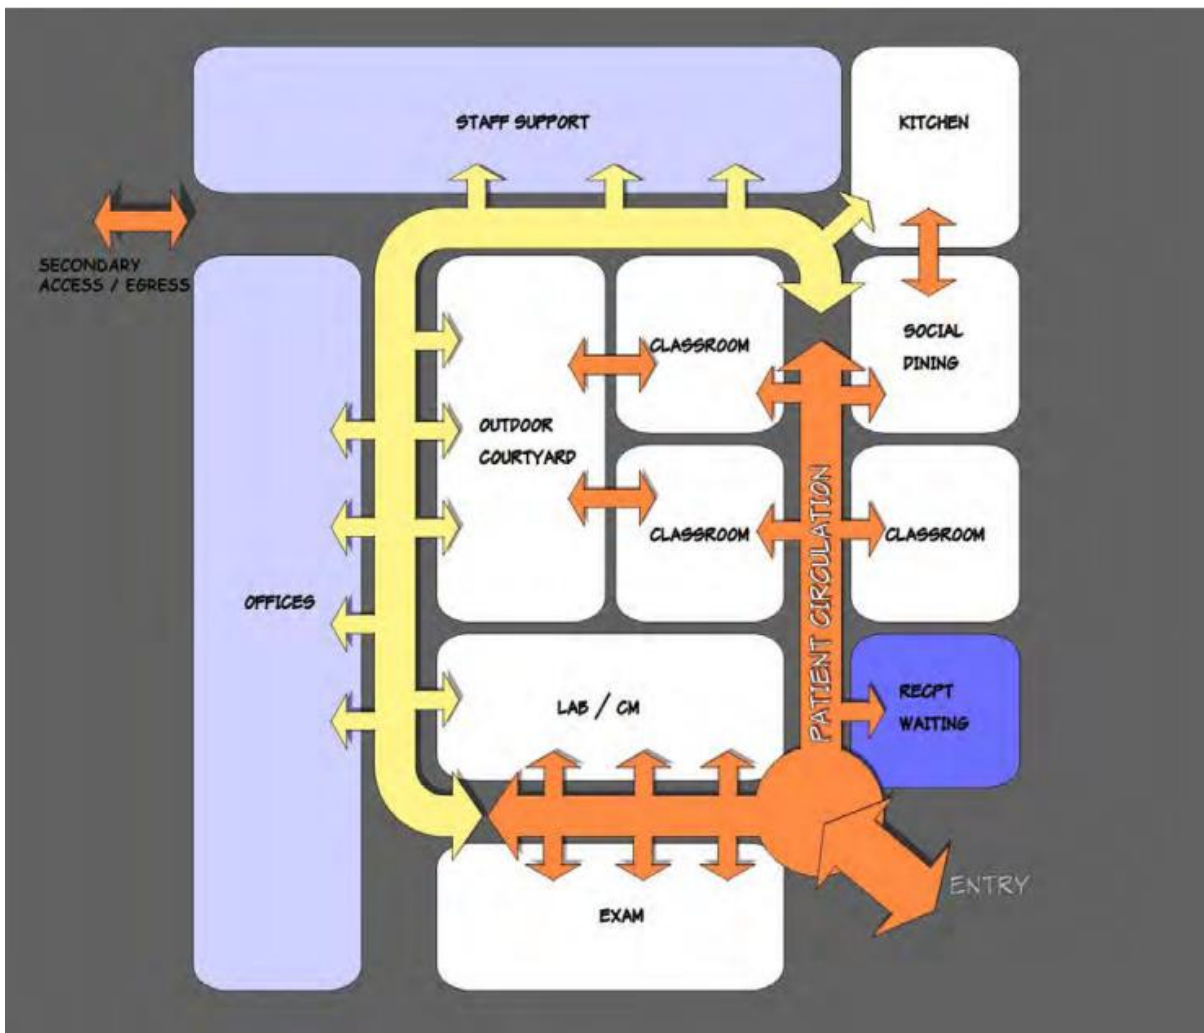 STAFF SUPPORT
KITCHEN
SECONDARY
ACCESS / EGRESS
SOCIAL
DINING
CLASSROOM
OUTDOOR
COURTYARD
CLASSROOM
CLASSROOM
PATIENT CIRCULATION
OFFICES
LAB / CM
RECPT
WAITING
ENTRY
EXAM